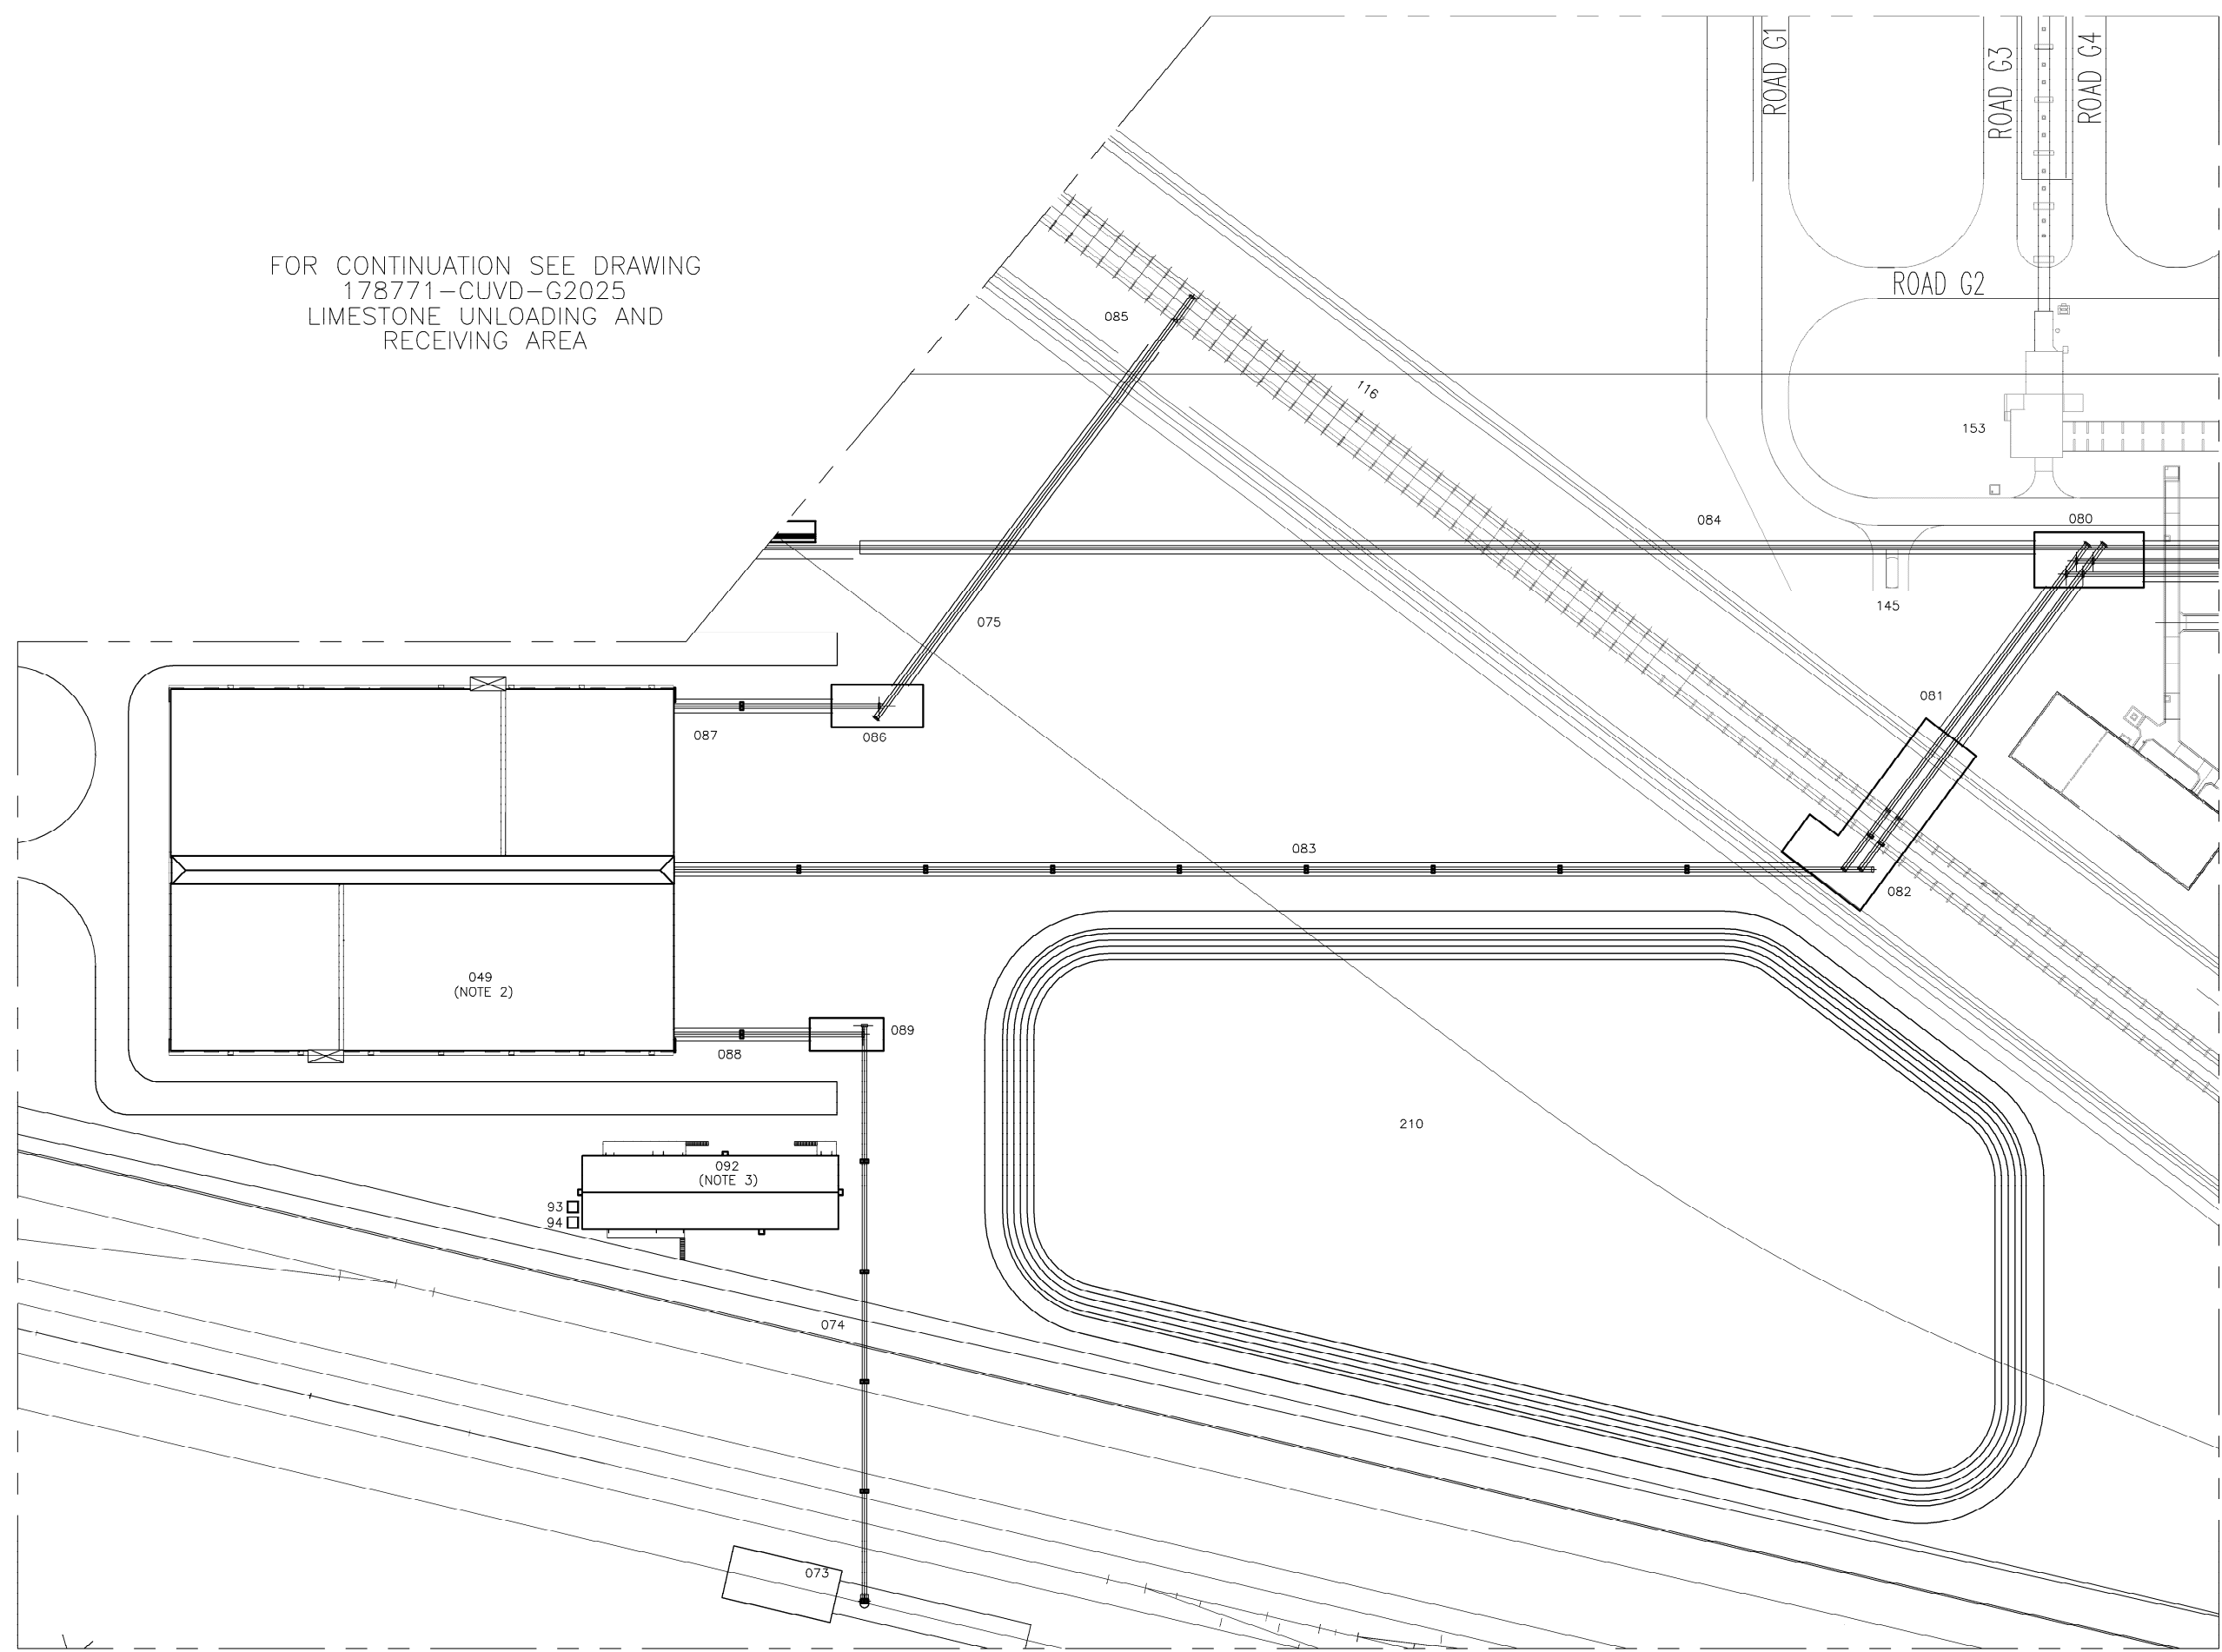 ROAD G1
ROAD G3
ROAD G4
FOR CONTINUATION SEE DRAWING
178771-CUVD-G2025
LIMESTONE UNLOADING AND
RECEIVING AREA
ROAD G2
085
116
153
084
080
145
075
081
087
086
083
082
049
(NOTE 2)
089
088
210
092
(NOTE 3)
93
94
074
073